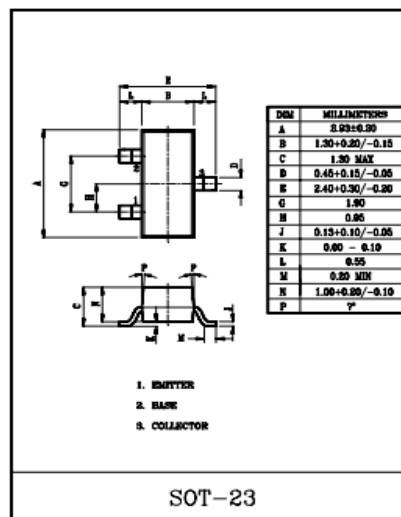 E
L B L
A G H D
2
3
1
DIM MILLIMETERS
A 2.93±0.20
B 1.30+0.20/-0.15
C 1.30 MAX
D 0.45+0.15/-0.05
E 2.40+0.30/-0.20
G 1.90
H 0.95
J 0.13+0.10/-0.05
K 0.00 - 0.10
L 0.55
M 0.20 MIN
N 1.00+0.20/-0.10
P 7°
P P
C N J
K M
1. EMITTER
2. BASE
3. COLLECTOR
SOT-23